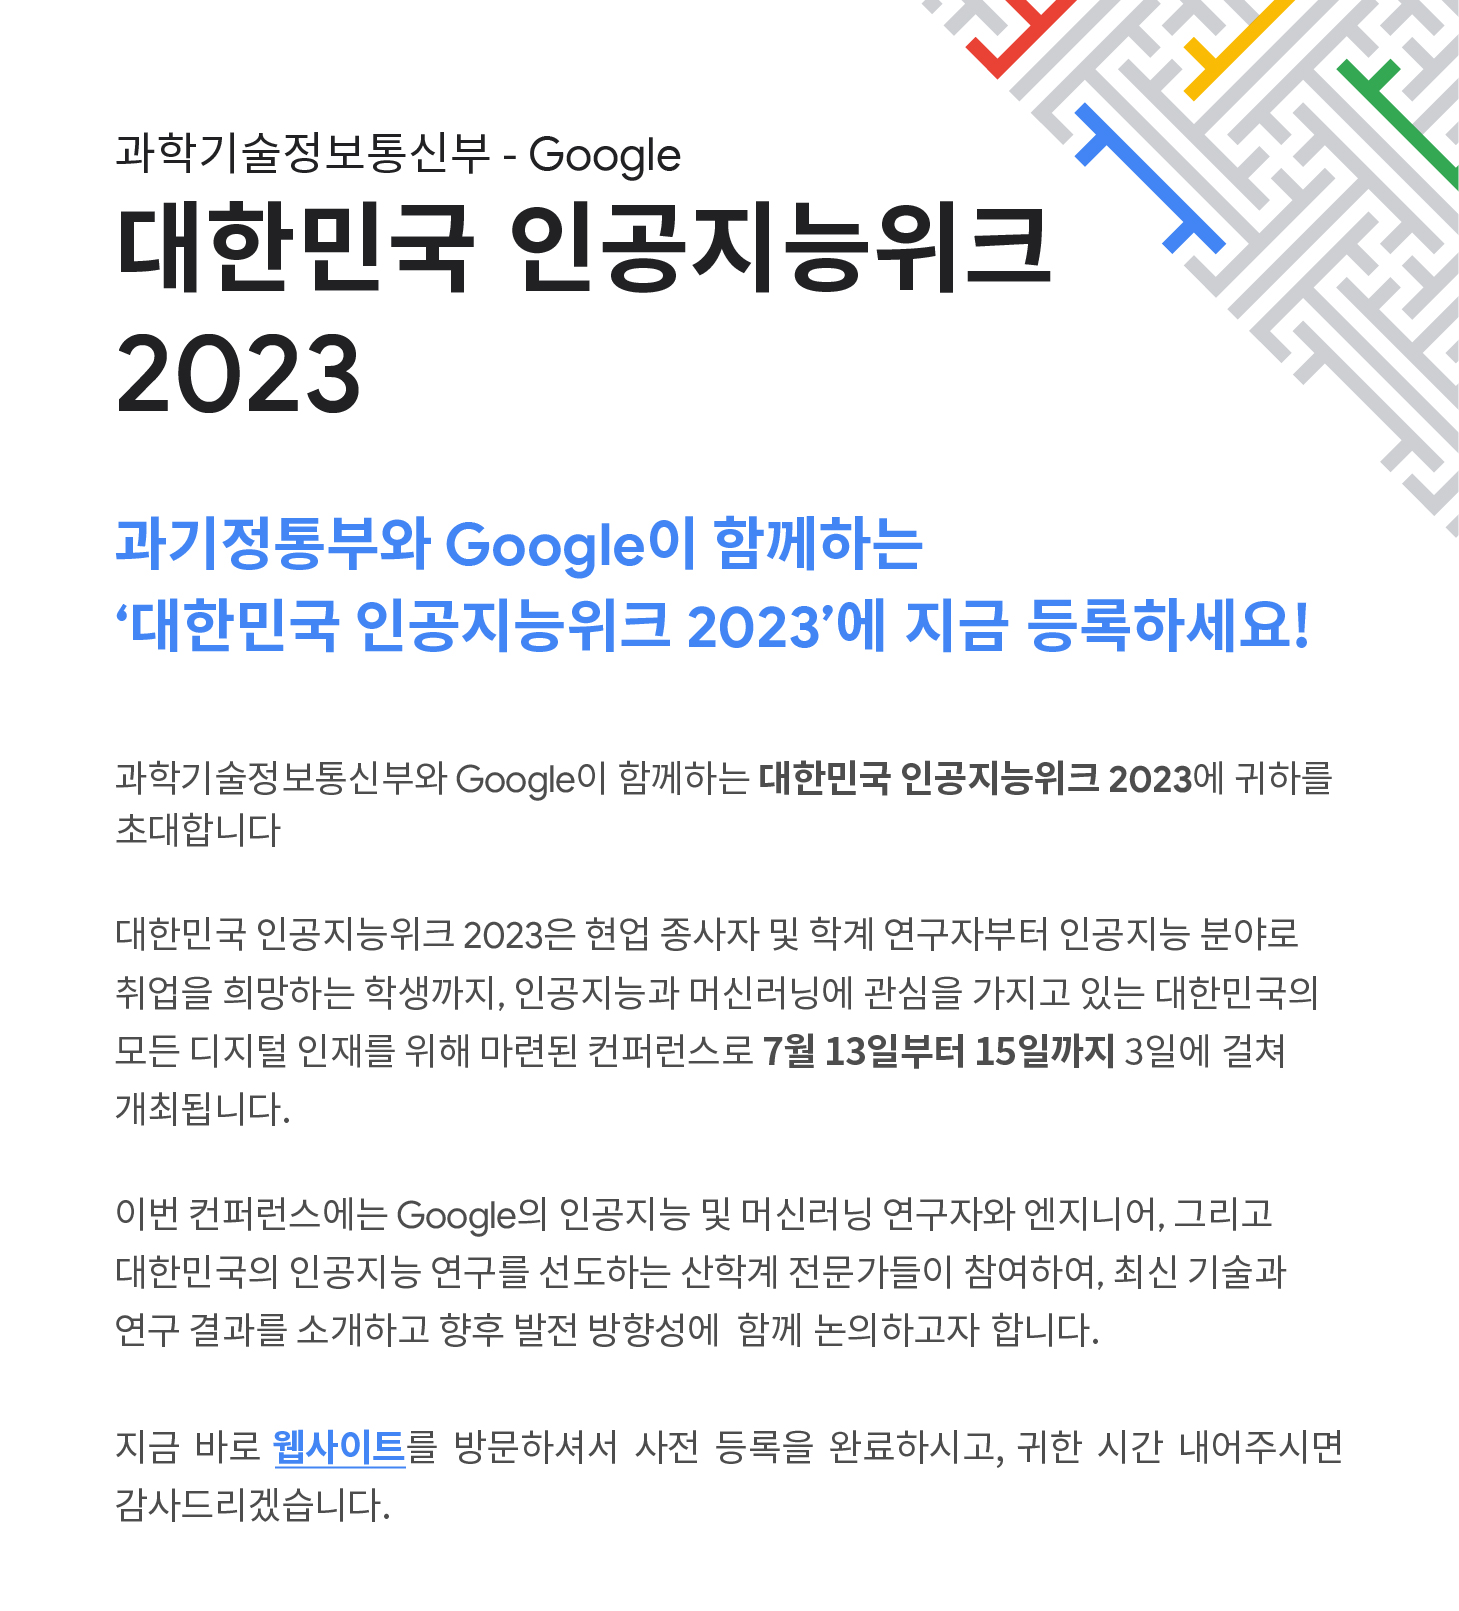 과학기술정보통신부 - Google
대한민국 인공지능위크
2023
과기정통부와 Google이 함께하는
‘대한민국 인공지능위크 2023’에 지금 등록하세요!
과학기술정보통신부와 Google이 함께하는 대한민국 인공지능위크 2023에 귀하를
초대합니다
대한민국 인공지능위크 2023은 현업 종사자 및 학계 연구자부터 인공지능 분야로
취업을 희망하는 학생까지, 인공지능과 머신러닝에 관심을 가지고 있는 대한민국의
모든 디지털 인재를 위해 마련된 컨퍼런스로 7월 13일부터 15일까지 3일에 걸쳐
개최됩니다.
이번 컨퍼런스에는 Google의 인공지능 및 머신러닝 연구자와 엔지니어, 그리고
대한민국의 인공지능 연구를 선도하는 산학계 전문가들이 참여하여, 최신 기술과
연구 결과를 소개하고 향후 발전 방향성에  함께 논의하고자 합니다.
지금 바로 웹사이트를 방문하셔서 사전 등록을 완료하시고, 귀한 시간 내어주시면
감사드리겠습니다.